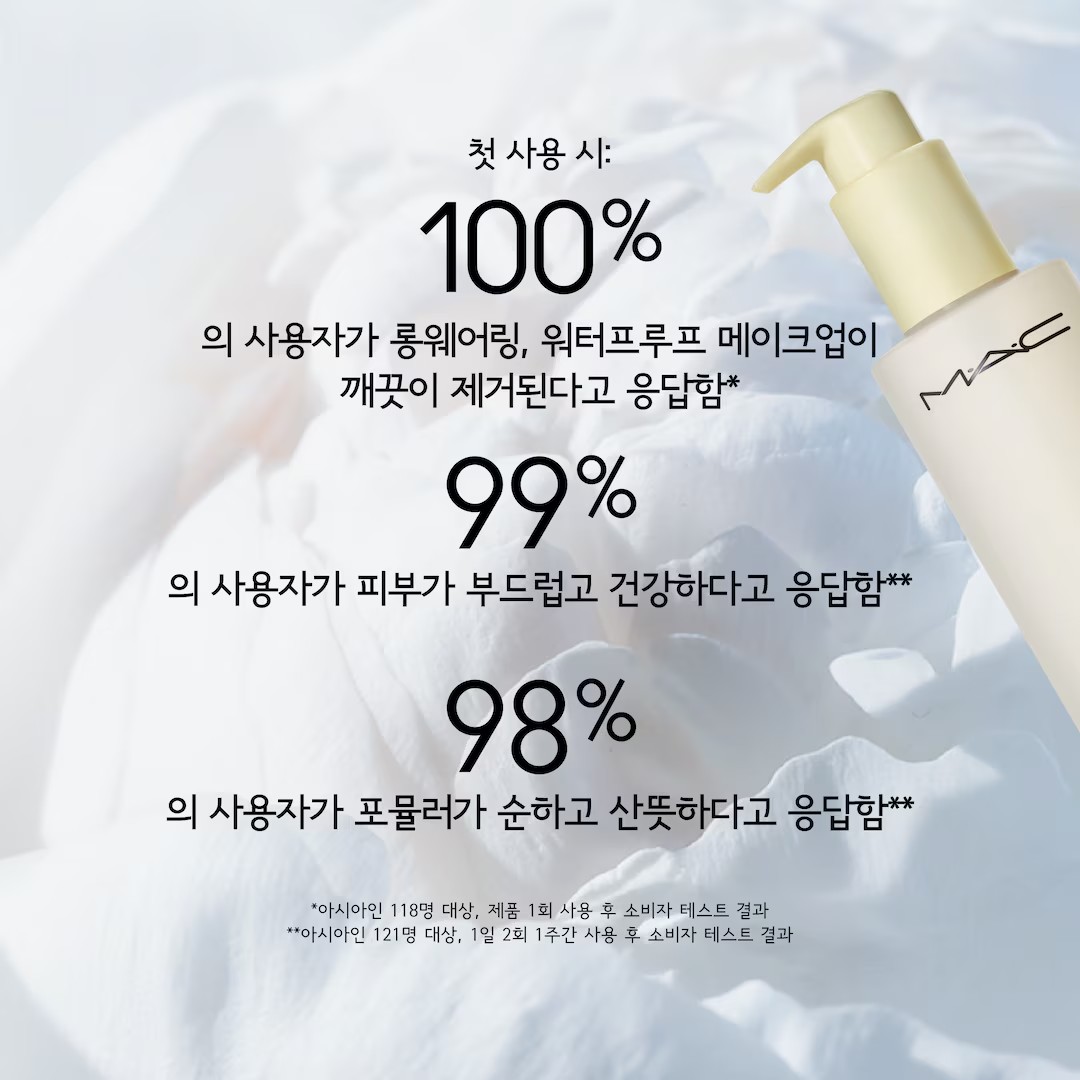 첫 사용 시:
100%
의 사용자가 롱웨어링, 워터프루프 메이크업이
깨끗이 제거된다고 응답함*
99%
의 사용자가 피부가 부드럽고 건강하다고 응답함**
98%
의 사용자가 포뮬러가 순하고 산뜻하다고 응답함**
*아시아인 118명 대상, 제품 1회 사용 후 소비자 테스트 결과
**아시아인 121명 대상, 1일 2회 1주간 사용 후 소비자 테스트 결과
MAC